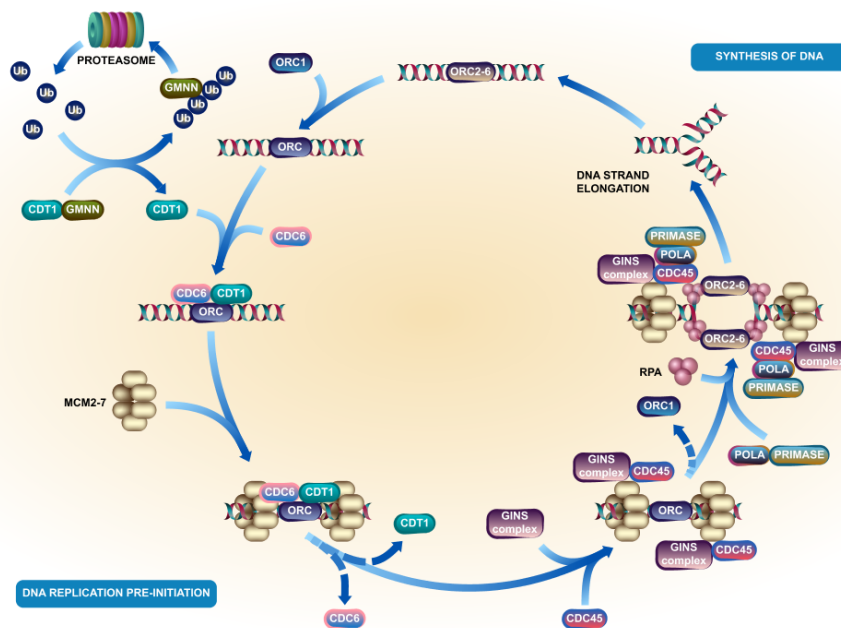 PROTEASOME
Ub
Ub
Ub
Ub
Ub
GMNN
Ub
Ub
Ub
Ub
CDT1
GMNN
CDT1
ORC1
ORC2-6
SYNTHESIS OF DNA
ORC
DNA STRAND
ELONGATION
CDC6
CDC6
CDT1
ORC
MCM2-7
PRIMASE
POLA
GINS
complex
CDC45
ORC2-6
ORC2-6
CDC45
GINS
complex
POLA
PRIMASE
RPA
ORC1
POLA
PRIMASE
CDC6
CDT1
ORC
CDT1
CDC6
GINS
complex
CDC45
GINS
complex
CDC45
ORC
GINS
complex
CDC45
DNA REPLICATION PRE-INITIATION